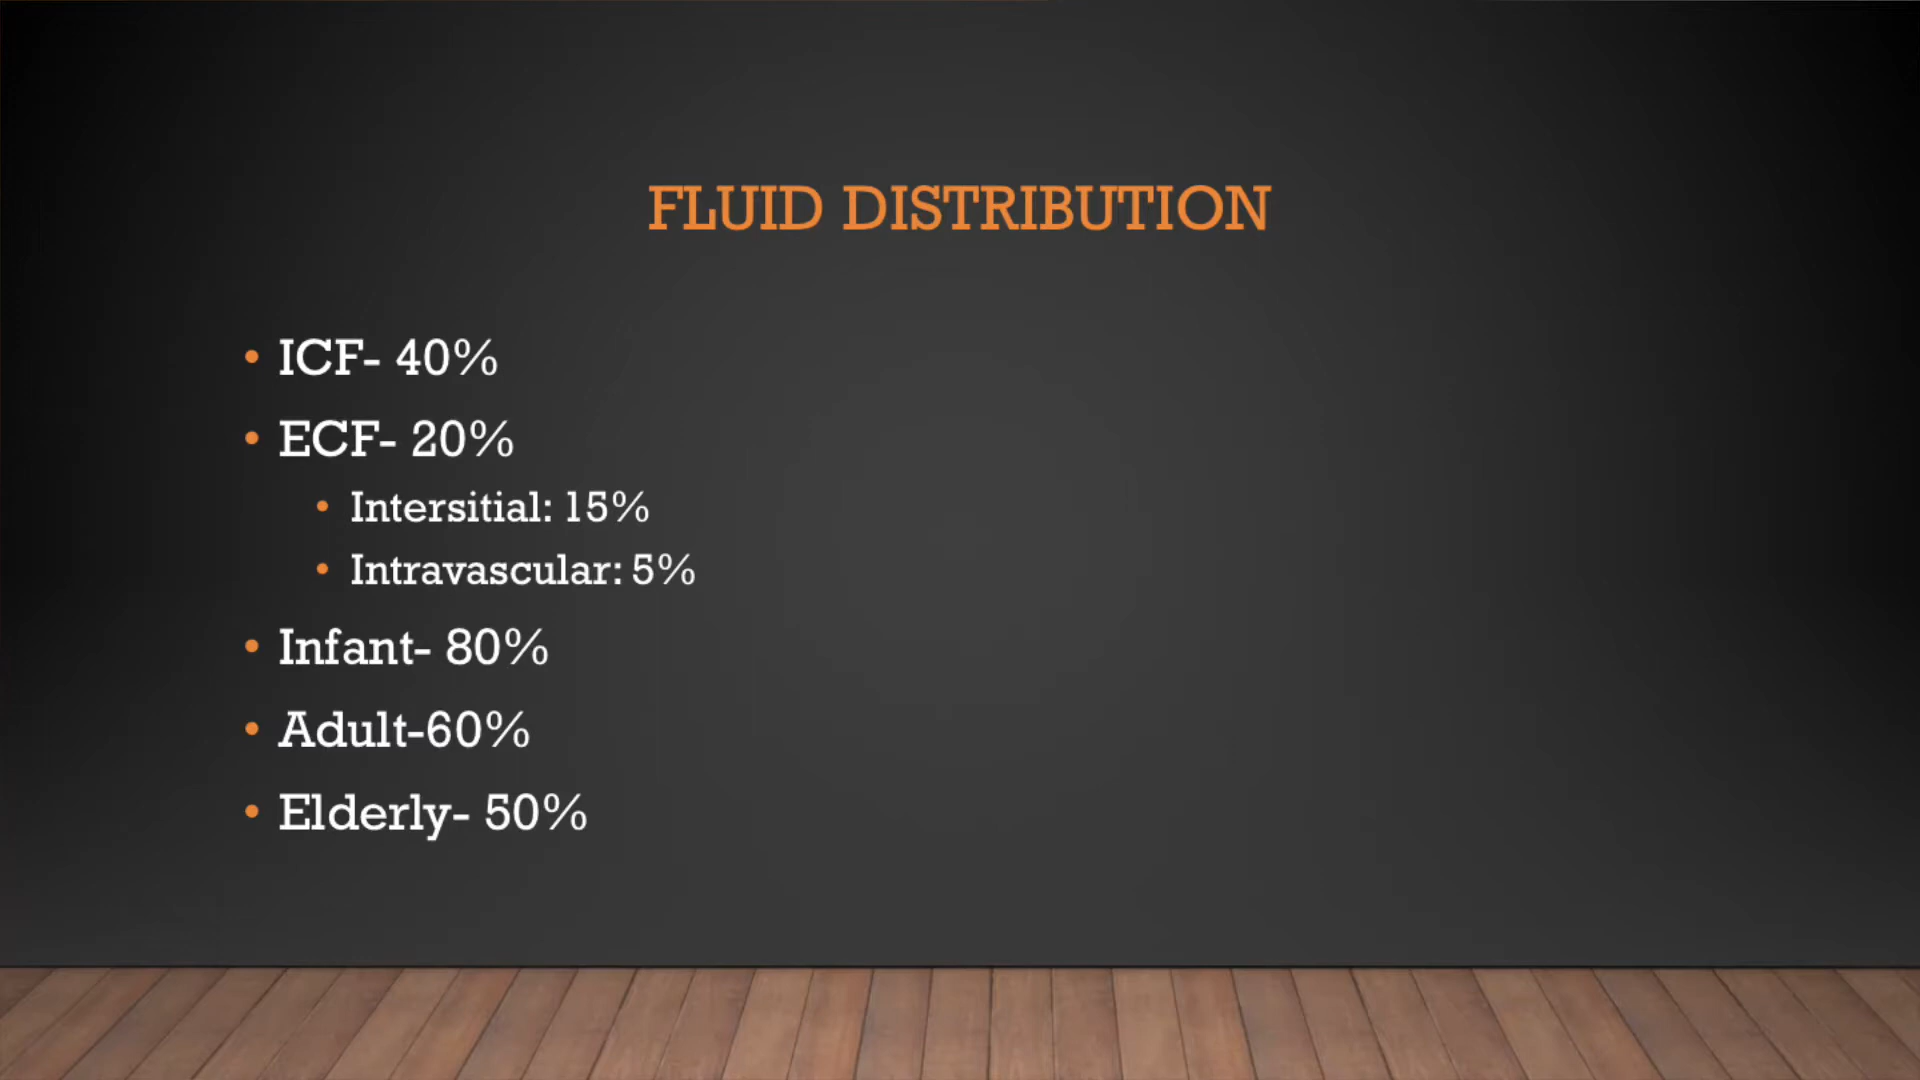 FLUID DISTRIBUTION
• ICF- 40%
• ECF- 20%
• Intersitial: 15%
• Intravascular: 5%
• Infant- 80%
• Adult-60%
• Elderly- 50%